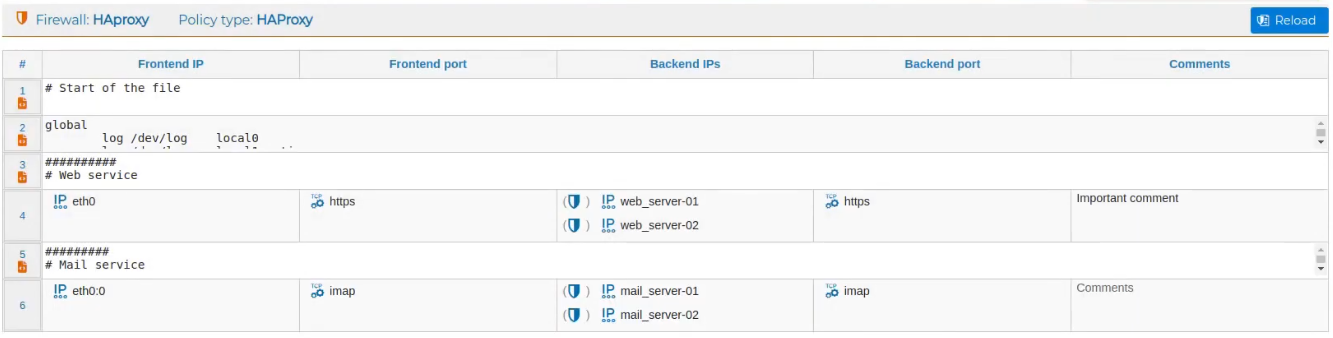 Firewall: HAproxy Policy type: HAProxy Reload
# Frontend IP Frontend port Backend IPs Backend port Comments
1 # Start of the file
2 global
log /dev/log local0
3 ##########
# Web service
4 IP eth0 TCP https ( ) IP web_server-01 TCP https Important comment
( ) IP web_server-02
5 #########
# Mail service
6 IP eth0:0 TCP imap ( ) IP mail_server-01 TCP imap Comments
( ) IP mail_server-02